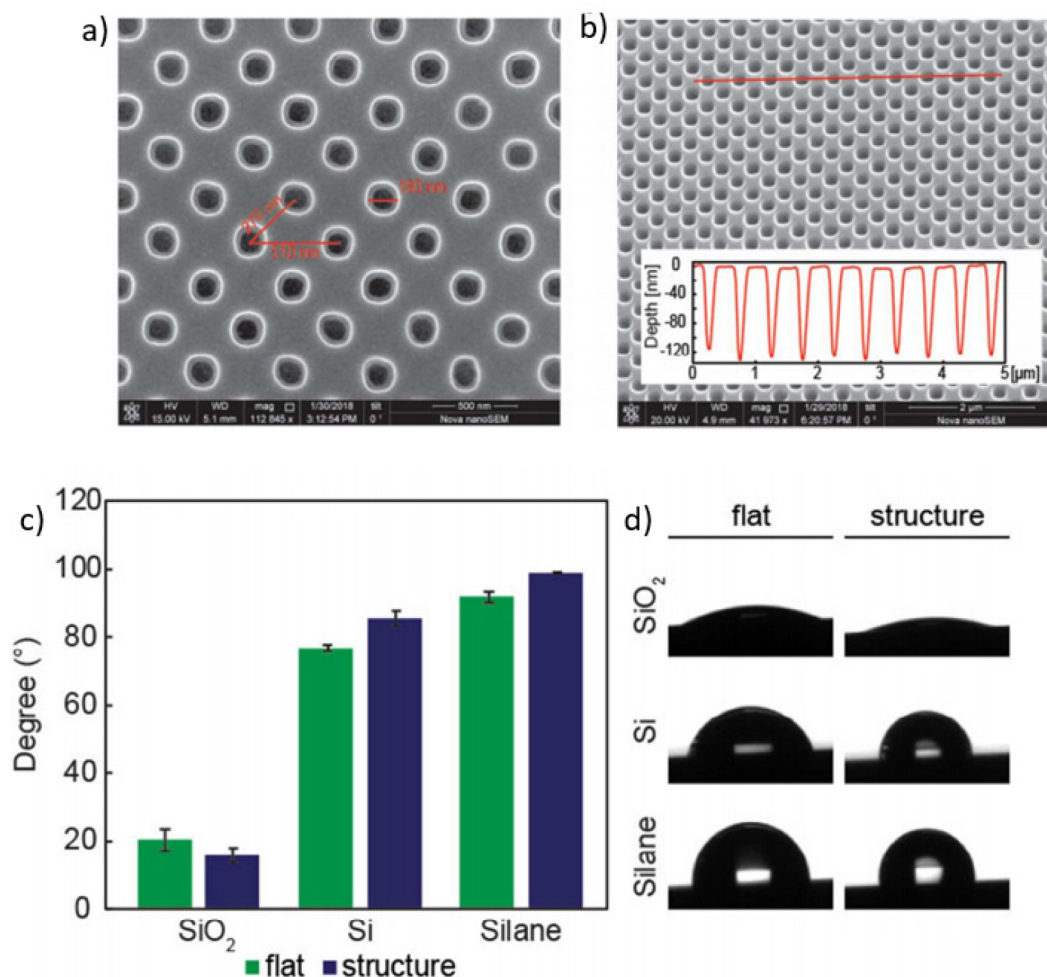 a)
180 nm
510 nm
HV WD mag □ 1/30/2018 tilt 500 nm
15.00 kV 5.1 mm 112 845 x 3:12:54 PM 0 ° Nova nanoSEM
b)
0
-40
-80
-120
Depth [nm]
0 1 2 3 4 5 [µm]
HV WD mag □ 1/29/2018 tilt 2 µm
20.00 kV 4.9 mm 41 973 x 6:20:57 PM 0 ° Nova nanoSEM
c)
120
100
80
60
40
20
0
Degree (°)
SiO₂ Si Silane
flat structure
d)
flat structure
SiO₂
Si
Silane